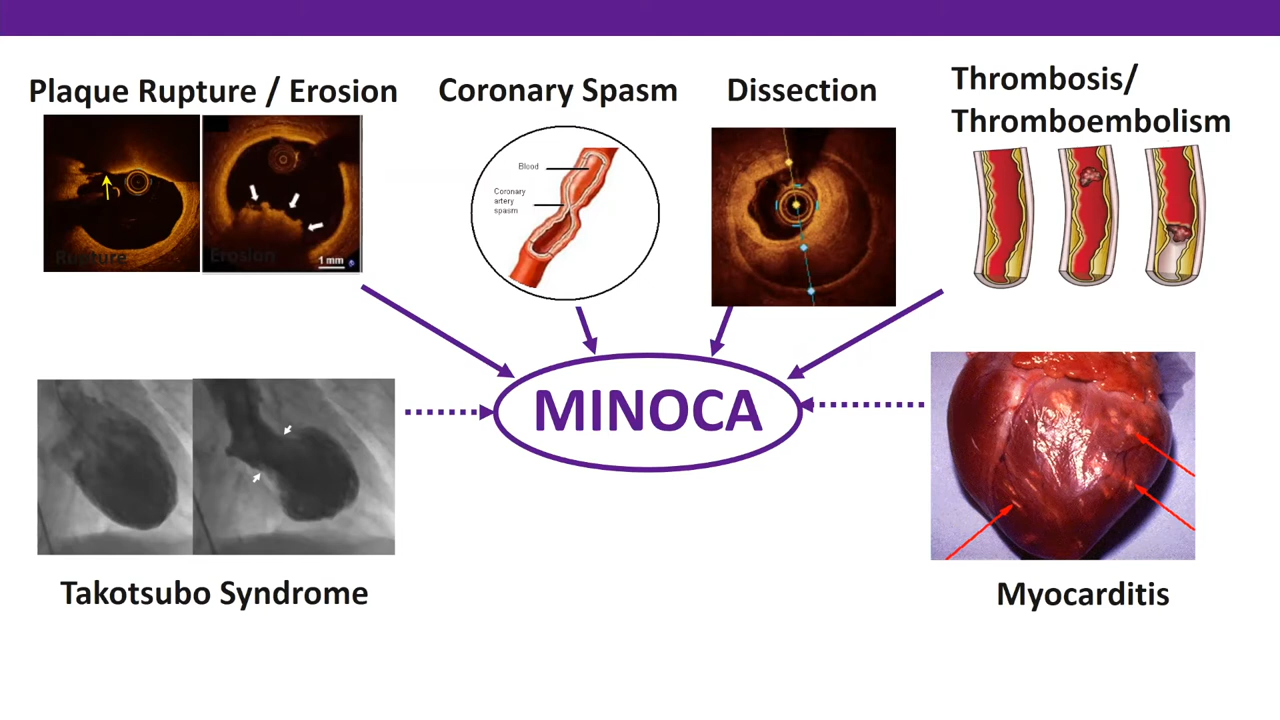 Plaque Rupture / Erosion
Coronary Spasm
Dissection
Thrombosis/
Thromboembolism
Blood
Coronary
artery
spasm
Rupture
Erosion
1 mm
MINOCA
Takotsubo Syndrome
Myocarditis